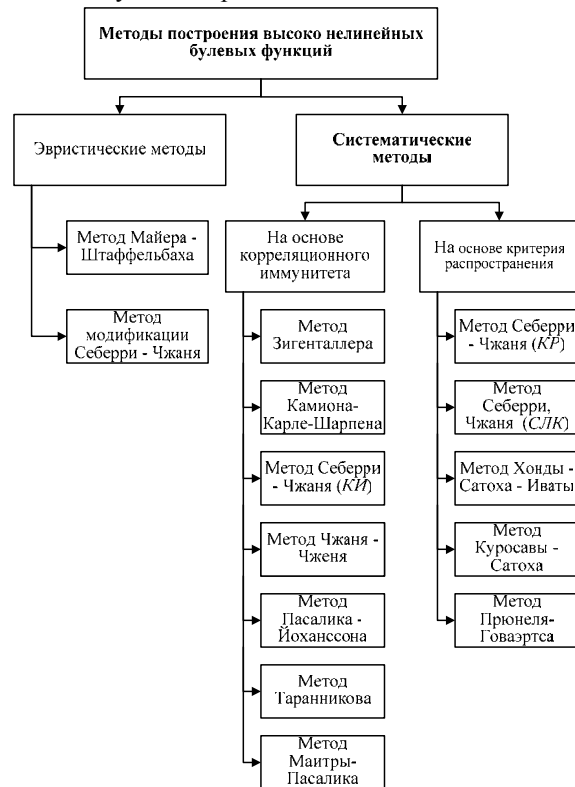 Методы построения высоко нелинейных
булевых функций
Эвристические методы
Систематические
методы
Метод Майера -
Штаффельбаха
Метод
модификации
Себерри - Чжаня
На основе
корреляционного
иммунитета
Метод
Зигенталлера
Метод
Камиона-
Карле-Шарпена
Метод Себерри
- Чжаня (КИ)
Метод Чжаня -
Чженя
Метод
Пасалика -
Йоханссона
Метод
Таранникова
Метод
Маитры-
Пасалика
На основе критерия
распространения
Метод Себерри
- Чжаня (КР)
Метод
Себерри,
Чжаня (СЛК)
Метод Хонды -
Сатоха - Иваты
Метод
Куросавы -
Сатоха
Метод
Прюнеля-
Говаэртса